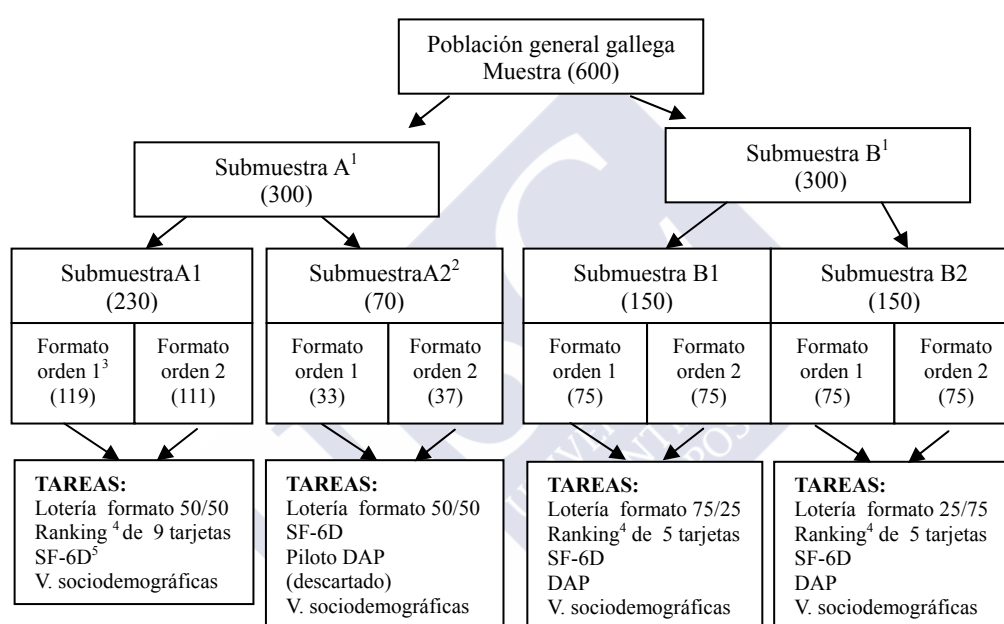 Población general gallega
Muestra (600)
Submuestra A¹
(300)
Submuestra B¹
(300)
SubmuestraA1
(230)
SubmuestraA2²
(70)
Submuestra B1
(150)
Submuestra B2
(150)
Formato
orden 1³
(119)
Formato
orden 2
(111)
Formato
orden 1
(33)
Formato
orden 2
(37)
Formato
orden 1
(75)
Formato
orden 2
(75)
Formato
orden 1
(75)
Formato
orden 2
(75)
TAREAS:
Lotería formato 50/50
Ranking ⁴ de 9 tarjetas
SF-6D⁵
V. sociodemográficas
TAREAS:
Lotería formato 50/50
SF-6D
Piloto DAP
(descartado)
V. sociodemográficas
TAREAS:
Lotería formato 75/25
Ranking⁴ de 5 tarjetas
SF-6D
DAP
V. sociodemográficas
TAREAS:
Lotería formato 25/75
Ranking⁴ de 5 tarjetas
SF-6D
DAP
V. sociodemográficas